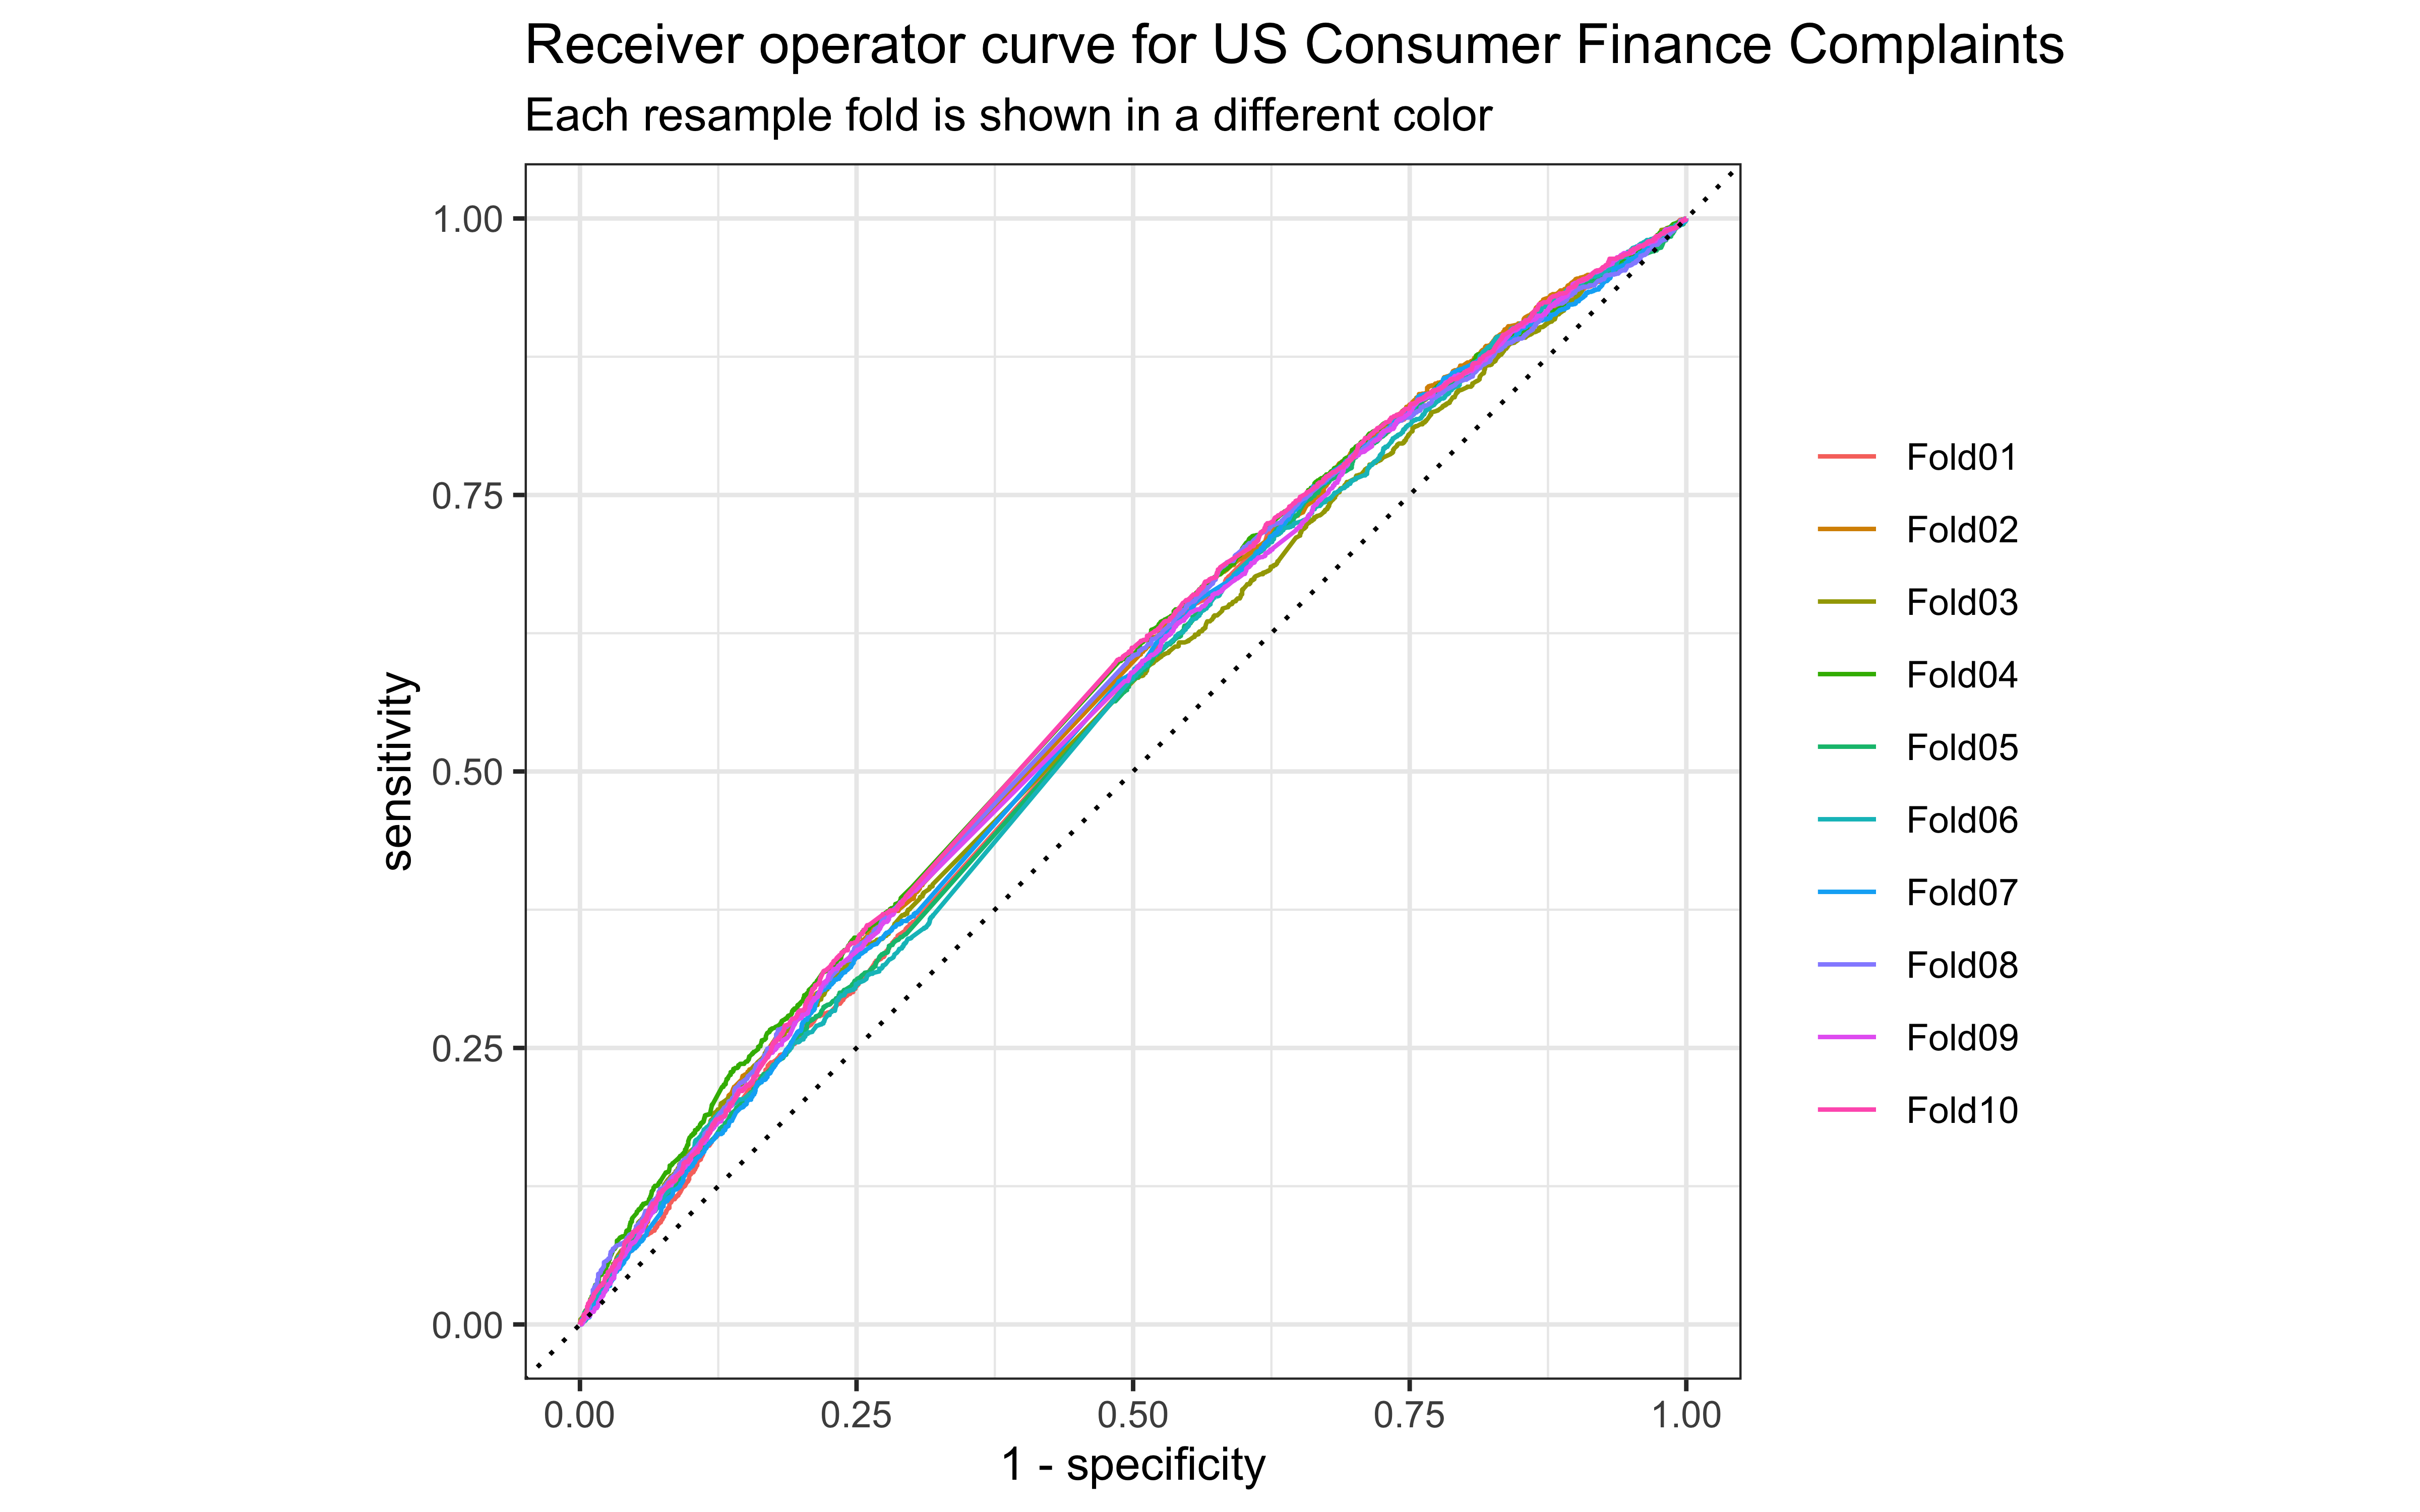 Receiver operator curve for US Consumer Finance Complaints
Each resample fold is shown in a different color
1.00
0.75
0.50
0.25
0.00
sensitivity
0.00 0.25 0.50 0.75 1.00
1 - specificity
Fold01
Fold02
Fold03
Fold04
Fold05
Fold06
Fold07
Fold08
Fold09
Fold10